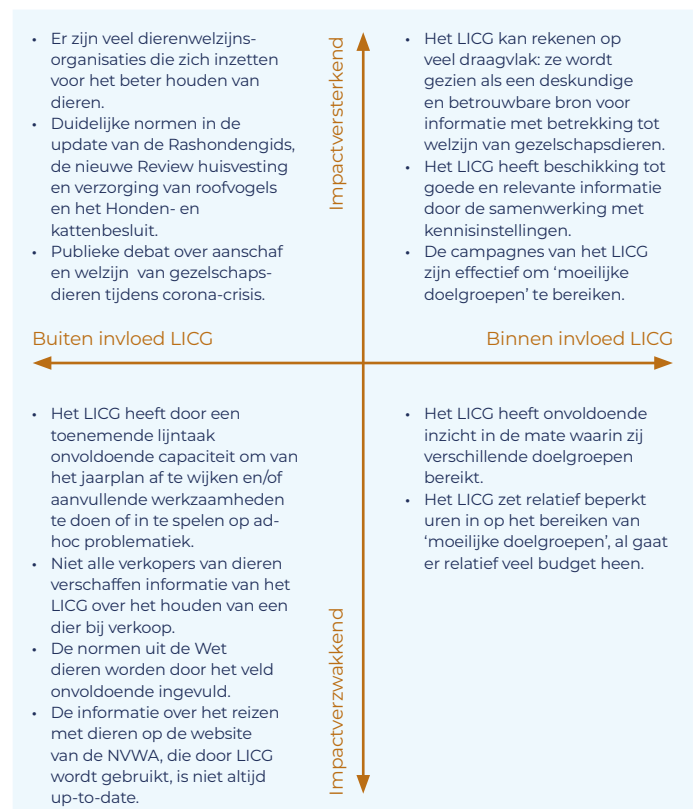 • Er zijn veel dierenwelzijns-
organisaties die zich inzetten
voor het beter houden van
dieren.
• Duidelijke normen in de
update van de Rashondengids,
de nieuwe Review huisvesting
en verzorging van roofvogels
en het Honden- en
kattenbesluit.
• Publieke debat over aanschaf
en welzijn van gezelschaps-
dieren tijdens corona-crisis.
Impactversterkend
• Het LICG kan rekenen op
veel draagvlak: ze wordt
gezien als een deskundige
en betrouwbare bron voor
informatie met betrekking tot
welzijn van gezelschapsdieren.
• Het LICG heeft beschikking tot
goede en relevante informatie
door de samenwerking met
kennisinstellingen.
• De campagnes van het LICG
zijn effectief om ‘moeilijke
doelgroepen’ te bereiken.
Buiten invloed LICG
Binnen invloed LICG
• Het LICG heeft door een
toenemende lijntaak
onvoldoende capaciteit om van
het jaarplan af te wijken en/of
aanvullende werkzaamheden
te doen of in te spelen op ad-
hoc problematiek.
• Niet alle verkopers van dieren
verschaffen informatie van het
LICG over het houden van een
dier bij verkoop.
• De normen uit de Wet
dieren worden door het veld
onvoldoende ingevuld.
• De informatie over het reizen
met dieren op de website
van de NVWA, die door LICG
wordt gebruikt, is niet altijd
up-to-date.
Impactverzwakkend
• Het LICG heeft onvoldoende
inzicht in de mate waarin zij
verschillende doelgroepen
bereikt.
• Het LICG zet relatief beperkt
uren in op het bereiken van
‘moeilijke doelgroepen’, al gaat
er relatief veel budget heen.